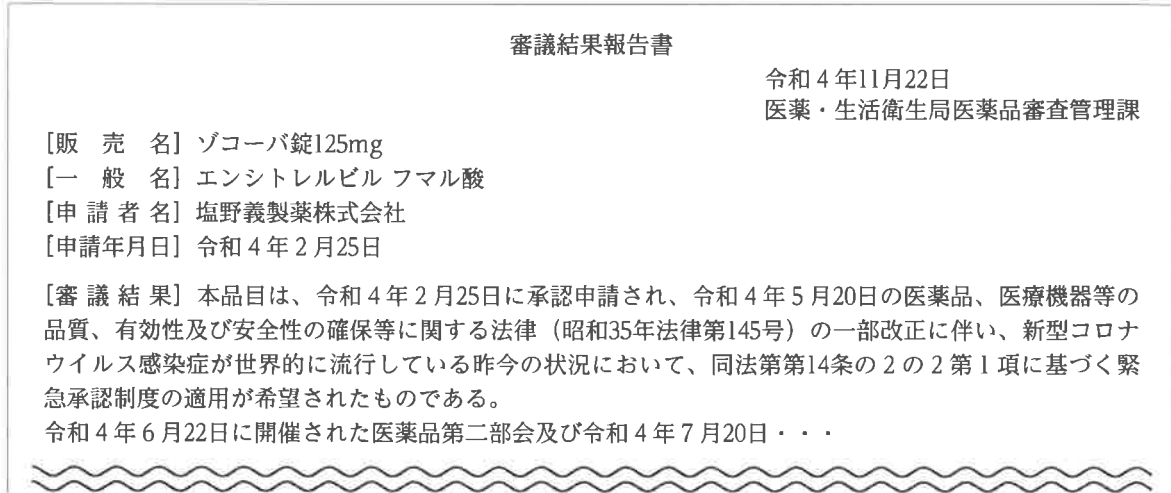 審議結果報告書
令和4年11月22日
医薬・生活衛生局医薬品審査管理課
[販 売 名] ゾコーバ錠125mg
[一 般 名] エンシトレルビル フマル酸
[申 請 者 名] 塩野義製薬株式会社
[申請年月日] 令和4年2月25日
[審 議 結 果] 本品目は、令和4年2月25日に承認申請され、令和4年5月20日の医薬品、医療機器等の
品質、有効性及び安全性の確保等に関する法律（昭和35年法律第145号）の一部改正に伴い、新型コロナ
ウイルス感染症が世界的に流行している昨今の状況において、同法第第14条の2の2第1項に基づく緊
急承認制度の適用が希望されたものである。
令和4年6月22日に開催された医薬品第二部会及び令和4年7月20日・・・